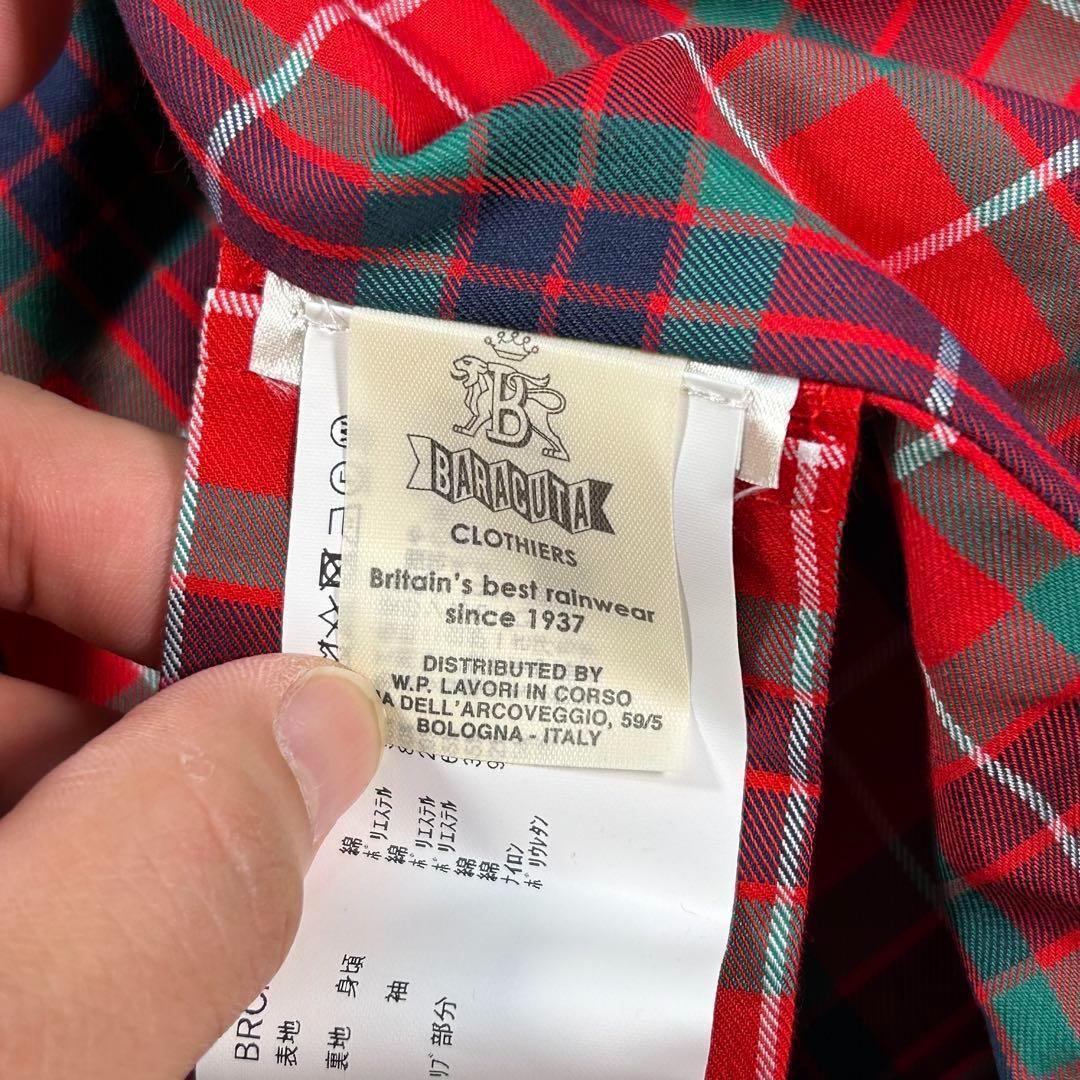 B
BARACUTA
CLOTHIERS
Britain's best rainwear
since 1937
DISTRIBUTED BY
W.P. LAVORI IN CORSO
DELL'ARCOVEGGIO, 59/5
BOLOGNA - ITALY
綿
ﾎﾟﾘｴｽﾃﾙ
綿
ﾎﾟﾘｴｽﾃﾙ
ﾎﾟﾘｴｽﾃﾙ
綿
綿
ﾅｲﾛﾝ
ﾎﾟﾘｳﾚﾀﾝ
表地
裏地 身頃
袖
ﾘﾌﾞ部分